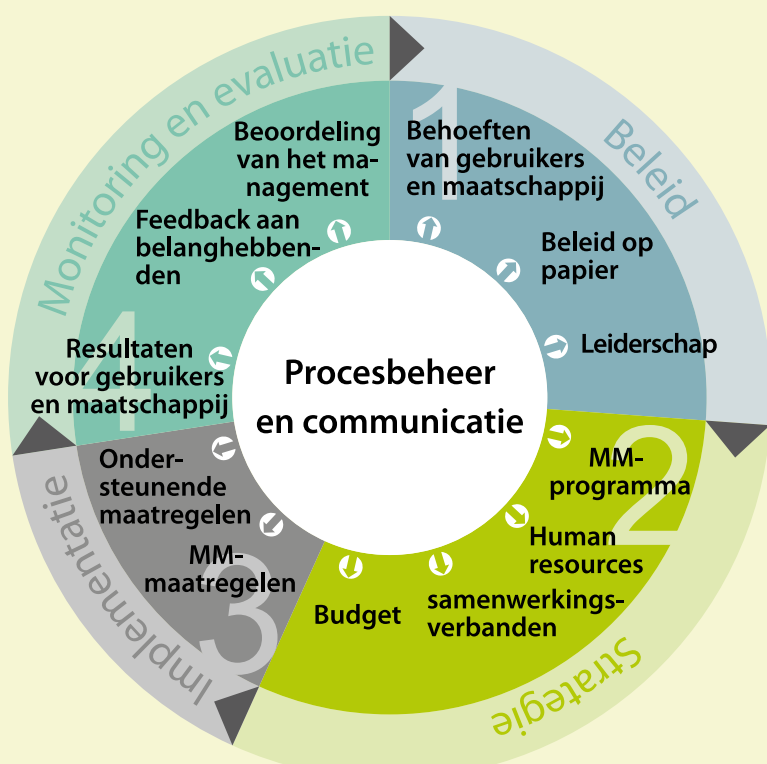 1
Beleid
Behoeften
van gebruikers
en maatschappij
Beleid op
papier
Leiderschap
2
Strategie
MM-
programma
Human
resources
samenwerkings-
verbanden
Budget
3
Implementatie
MM-
maatregelen
Onder-
steunende
maatregelen
4
Monitoring en evaluatie
Resultaten
voor gebruikers
en maatschappij
Feedback aan
belanghebben-
den
Beoordeling
van het ma-
nagement
Procesbeheer
en communicatie